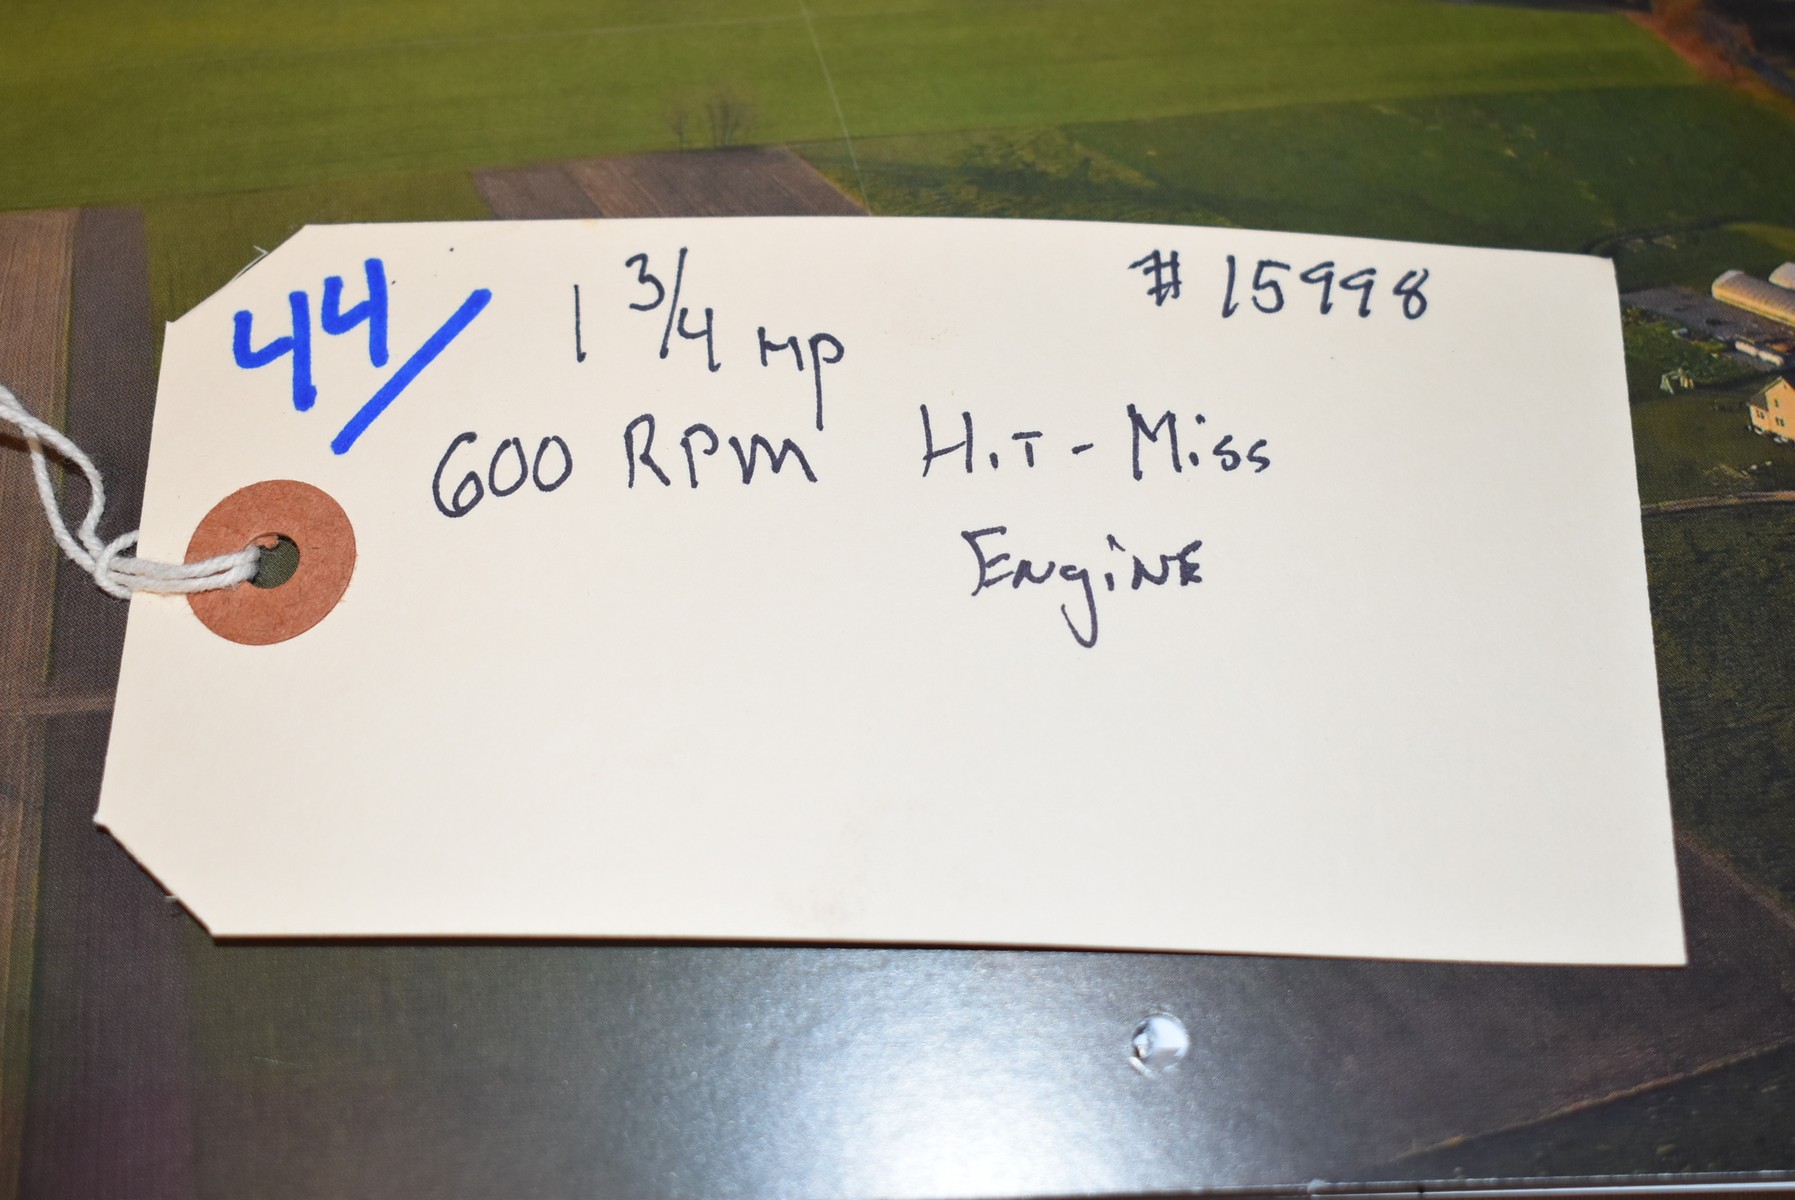 44/ 1 3/4 HP # 15998
600 RPM Hit-Miss
Engine